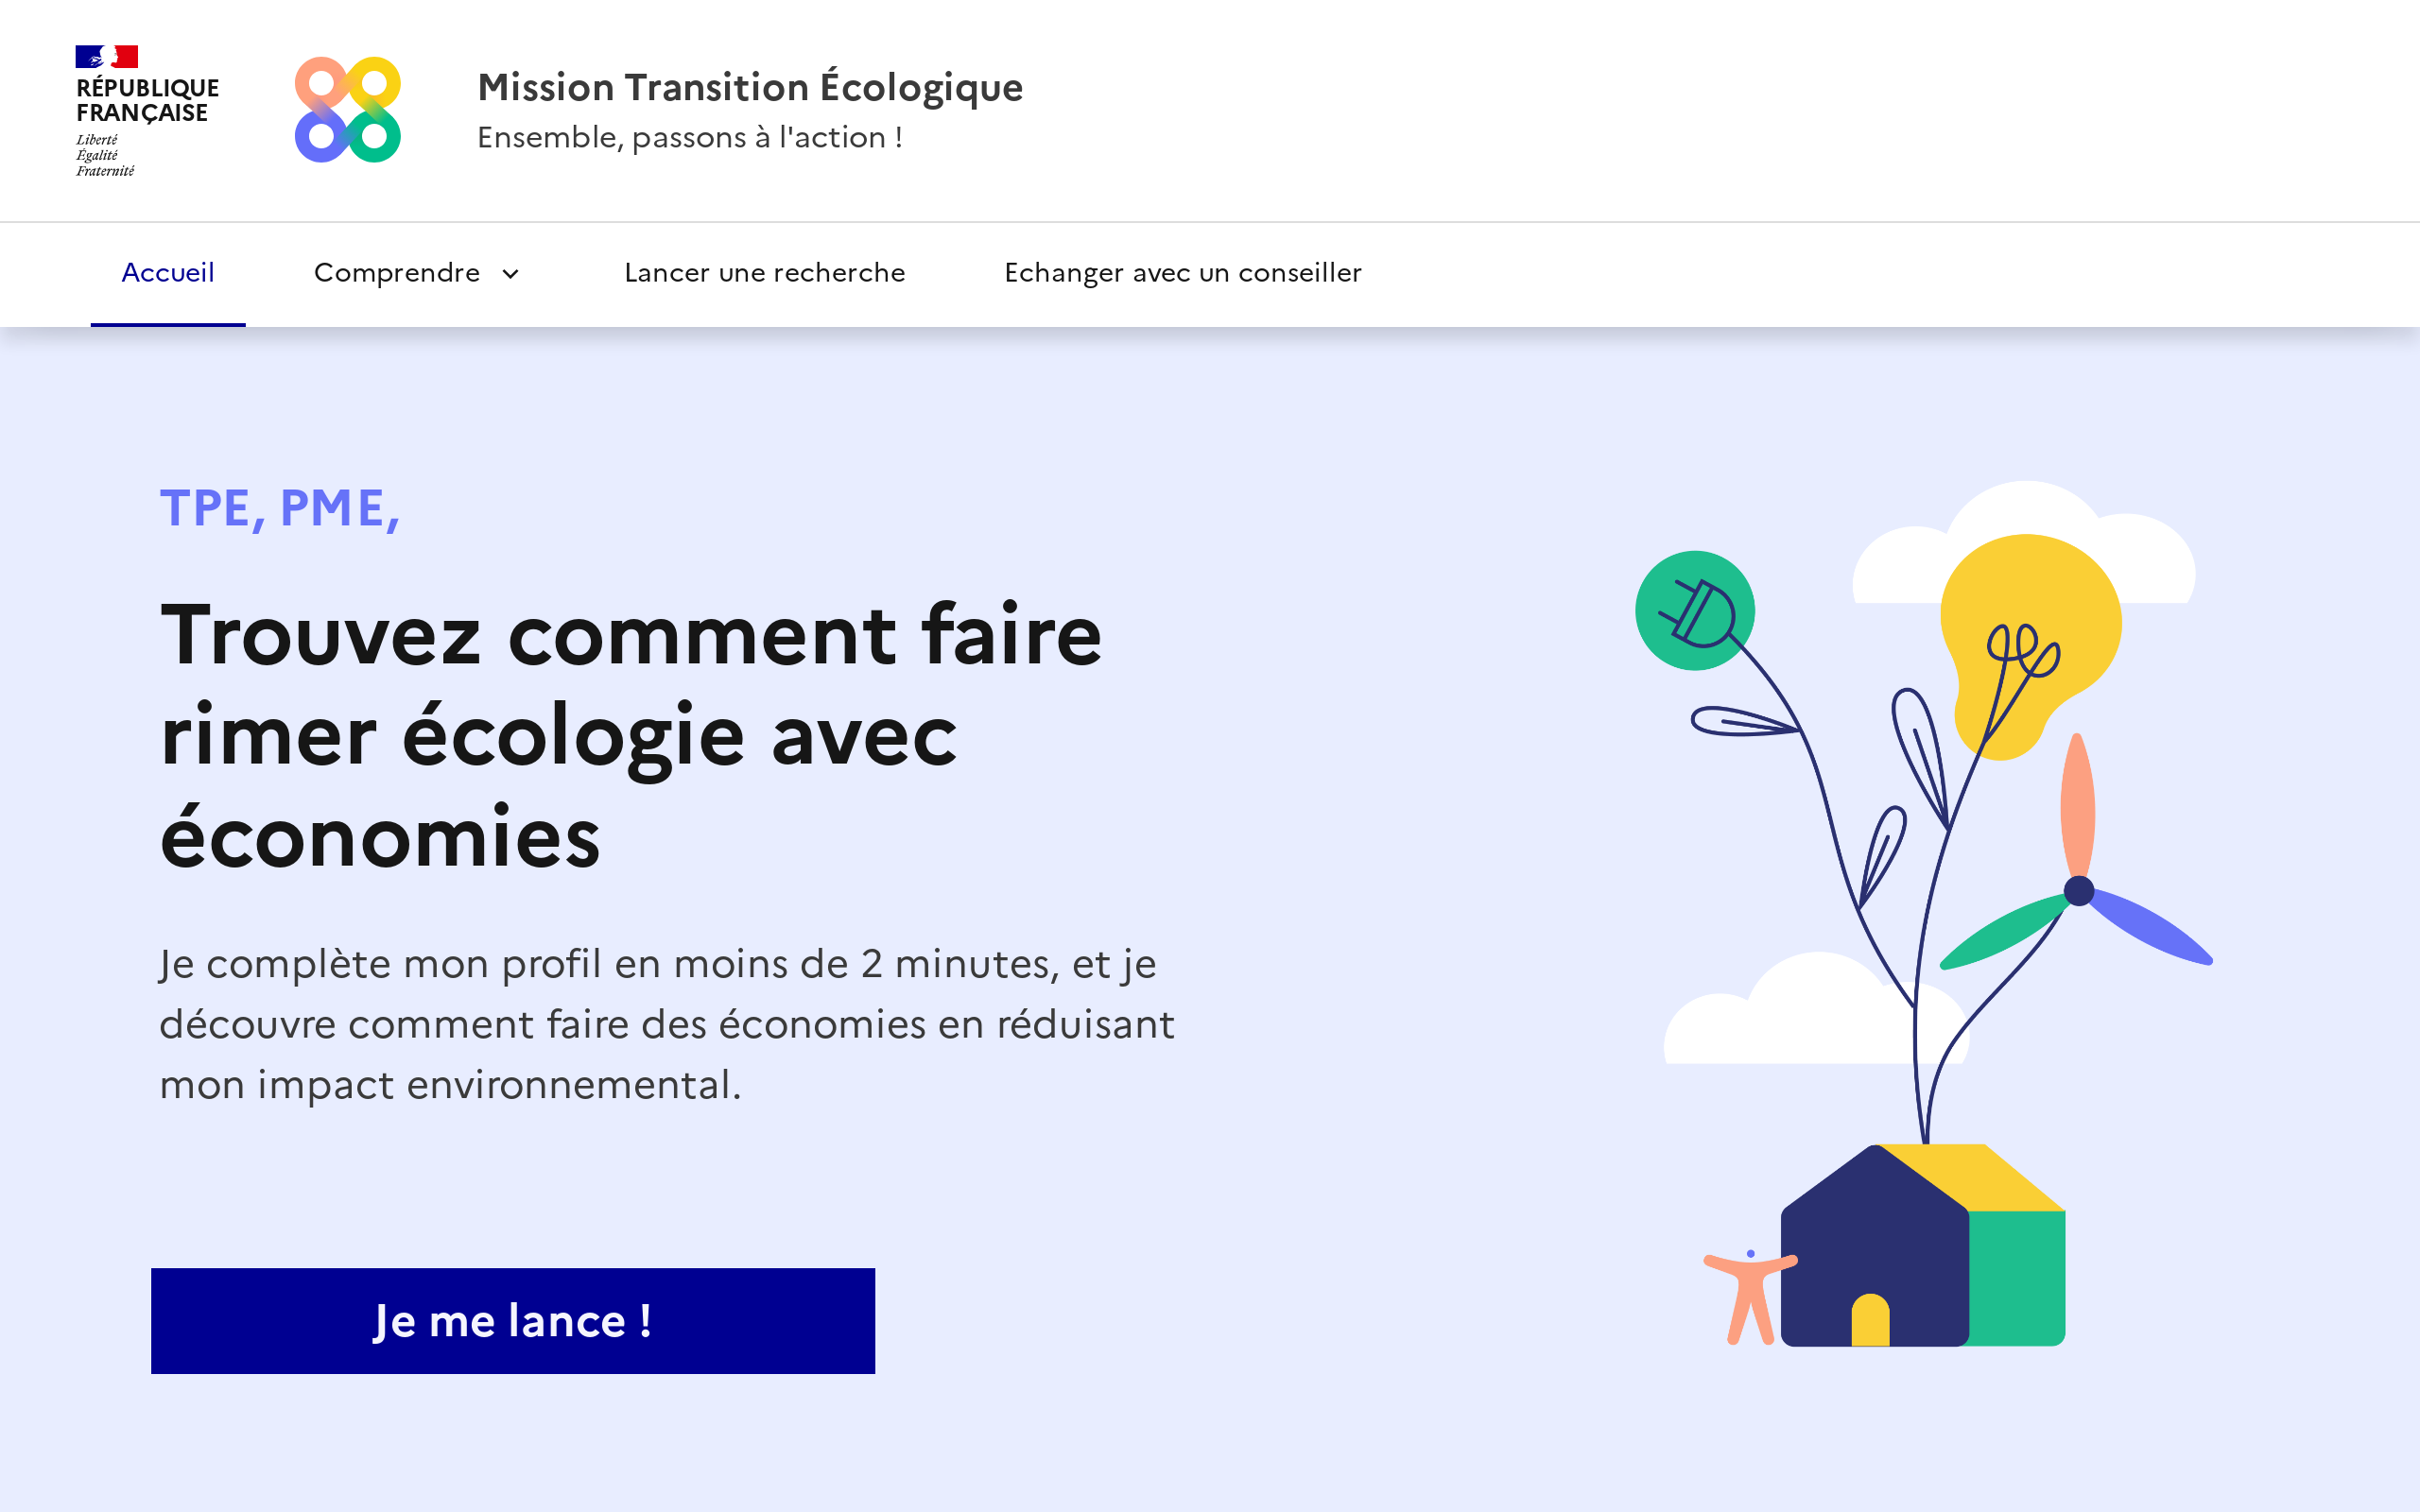 RÉPUBLIQUE
FRANÇAISE
Liberté
Égalité
Fraternité
Mission Transition Écologique
Ensemble, passons à l'action !
Accueil
Comprendre
Lancer une recherche
Echanger avec un conseiller
TPE, PME,
Trouvez comment faire
rimer écologie avec
économies
Je complète mon profil en moins de 2 minutes, et je
découvre comment faire des économies en réduisant
mon impact environnemental.
Je me lance !